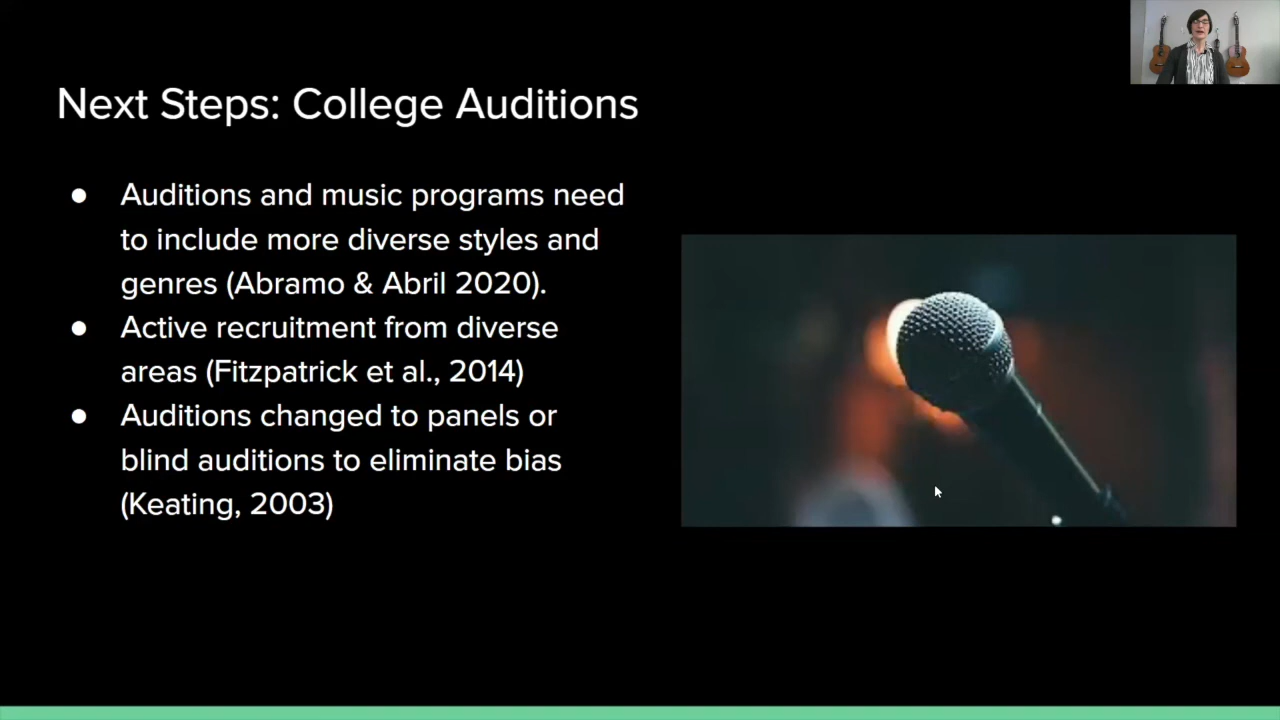 Next Steps: College Auditions
● Auditions and music programs need
to include more diverse styles and
genres (Abramo & Abril 2020).
● Active recruitment from diverse
areas (Fitzpatrick et al., 2014)
● Auditions changed to panels or
blind auditions to eliminate bias
(Keating, 2003)